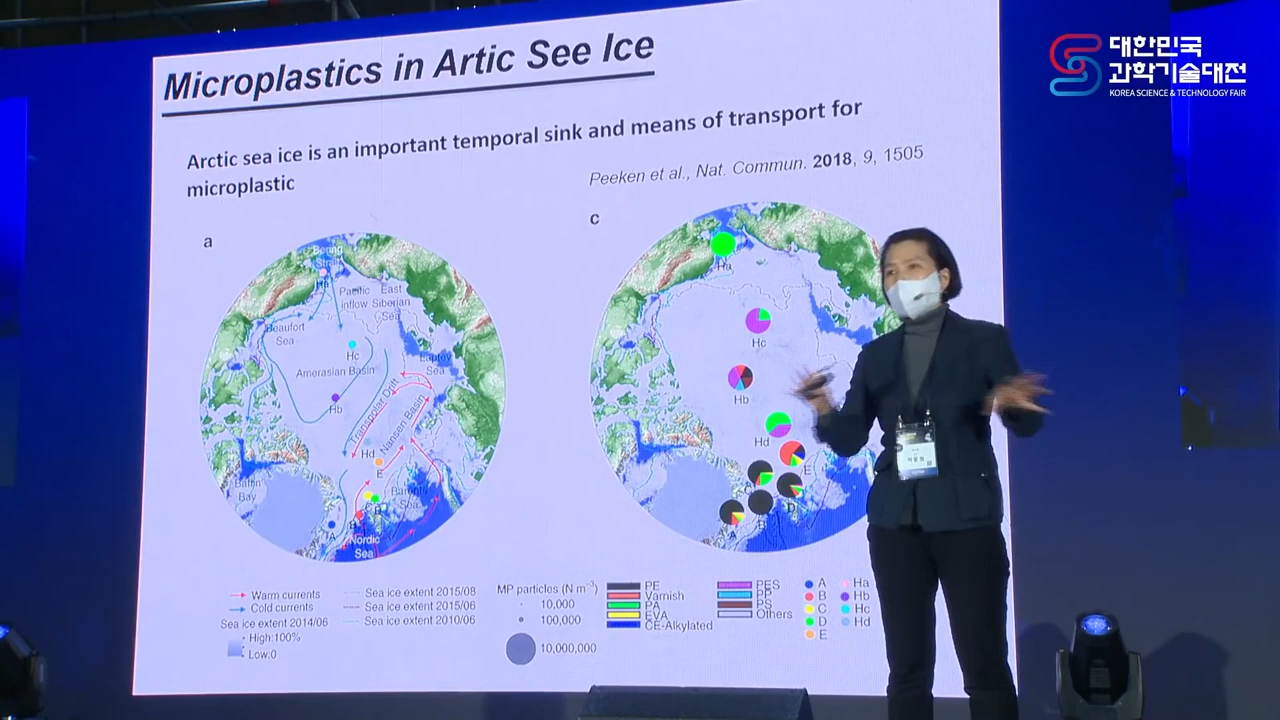 Microplastics in Artic See Ice
대한민국
과학기술대전
KOREA SCIENCE & TECHNOLOGY FAIR
Arctic sea ice is an important temporal sink and means of transport for
microplastic
Peeken et al., Nat. Commun. 2018, 9, 1505
a
c
Bering
Strait
Ha
Pacific
inflow
East
Siberian
Sea
Beaufort
Sea
Hc
Laptev
Sea
Amerasian Basin
Hb
Transpolar Drift
Nansen Basin
Hd
E
Baffin
Bay
Barents
Sea
C
D
B
A
Nordic
Sea
Ha
Hc
Hb
Hd
E
C
D
B
A
Warm currents
Cold currents
Sea ice extent 2014/06
High:100%
Low:0
Sea ice extent 2015/08
Sea ice extent 2015/06
Sea ice extent 2010/06
MP particles (N m⁻³)
10,000
100,000
10,000,000
PE
Varnish
PA
EVA
CE-Alkylated
PES
PP
PS
Others
A
B
C
D
E
Ha
Hb
Hc
Hd